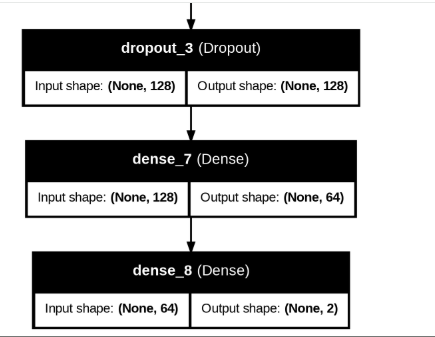 dropout_3 (Dropout)
Input shape: (None, 128) Output shape: (None, 128)
dense_7 (Dense)
Input shape: (None, 128) Output shape: (None, 64)
dense_8 (Dense)
Input shape: (None, 64) Output shape: (None, 2)